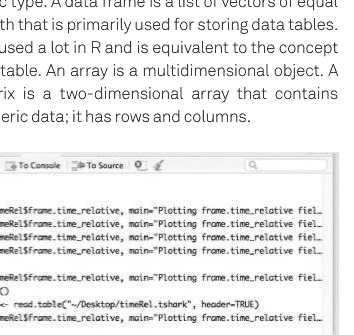 c type. A data frame is a list of vectors of equal
th that is primarily used for storing data tables.
used a lot in R and is equivalent to the concept
table. An array is a multidimensional object. A
rix is a two-dimensional array that contains
eric data; it has rows and columns.
To Console To Source
meRel$frame.time_relative, main="Plotting frame.time_relative fiel…
meRel$frame.time_relative, main="Plotting frame.time_relative fiel…
meRel$frame.time_relative, main="Plotting frame.time_relative fiel…
meRel$frame.time_relative, main="Plotting frame.time_relative fiel…
meRel$frame.time_relative, main="Plotting frame.time_relative fiel…
()
<- read.table("~/Desktop/timeRel.tshark", header=TRUE)
meRel$frame.time_relative, main="Plotting frame.time_relative fiel…